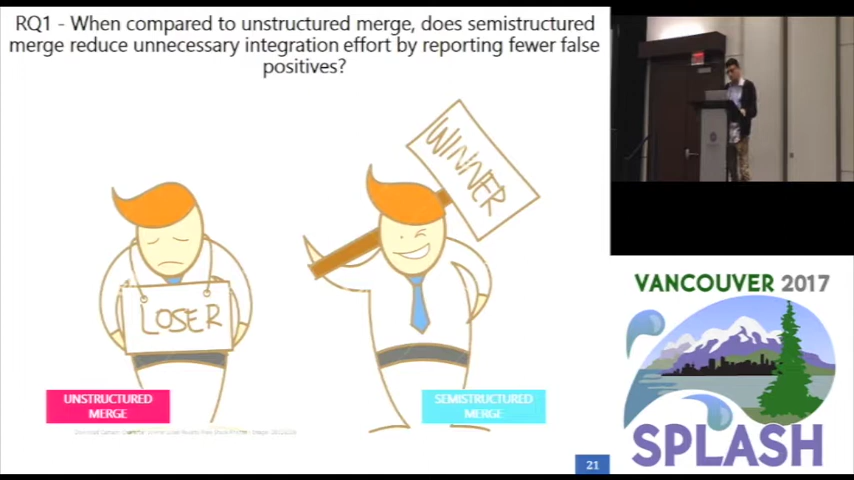 RQ1 - When compared to unstructured merge, does semistructured
merge reduce unnecessary integration effort by reporting fewer false
positives?
WINNER
LOSER
UNSTRUCTURED
MERGE
SEMISTRUCTURED
MERGE
21
VANCOUVER 2017
SPLASH